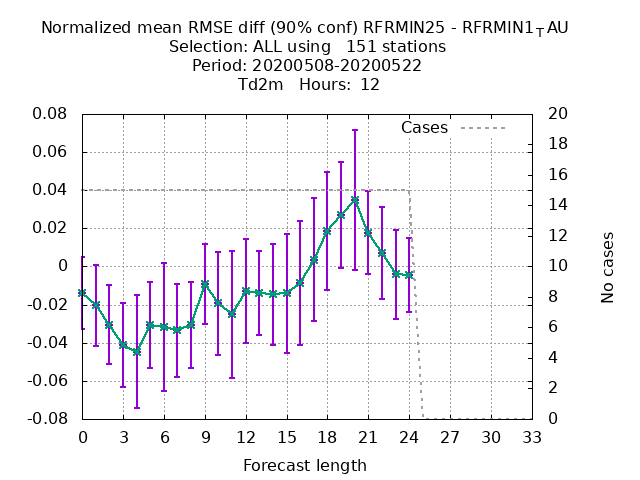 Normalized mean RMSE diff (90% conf) RFRMIN25 - RFRMIN1TAU
Selection: ALL using 151 stations
Period: 20200508-20200522
Td2m Hours: 12
0.08
0.06
0.04
0.02
0
-0.02
-0.04
-0.06
-0.08
Cases
20
18
16
14
12
10
8
6
4
2
0
No cases
0 3 6 9 12 15 18 21 24 27 30 33
Forecast length